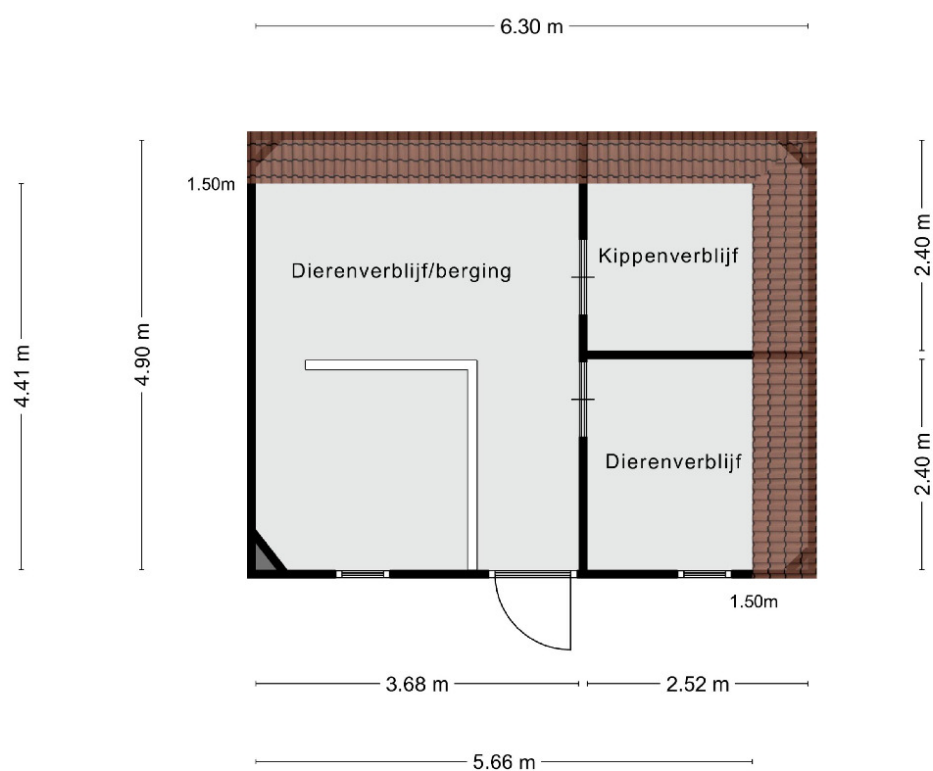 6.30 m
1.50m
Kippenverblijf
Dierenverblijf/berging
2.40 m
4.90 m
4.41 m
Dierenverblijf
2.40 m
1.50m
3.68 m
2.52 m
5.66 m